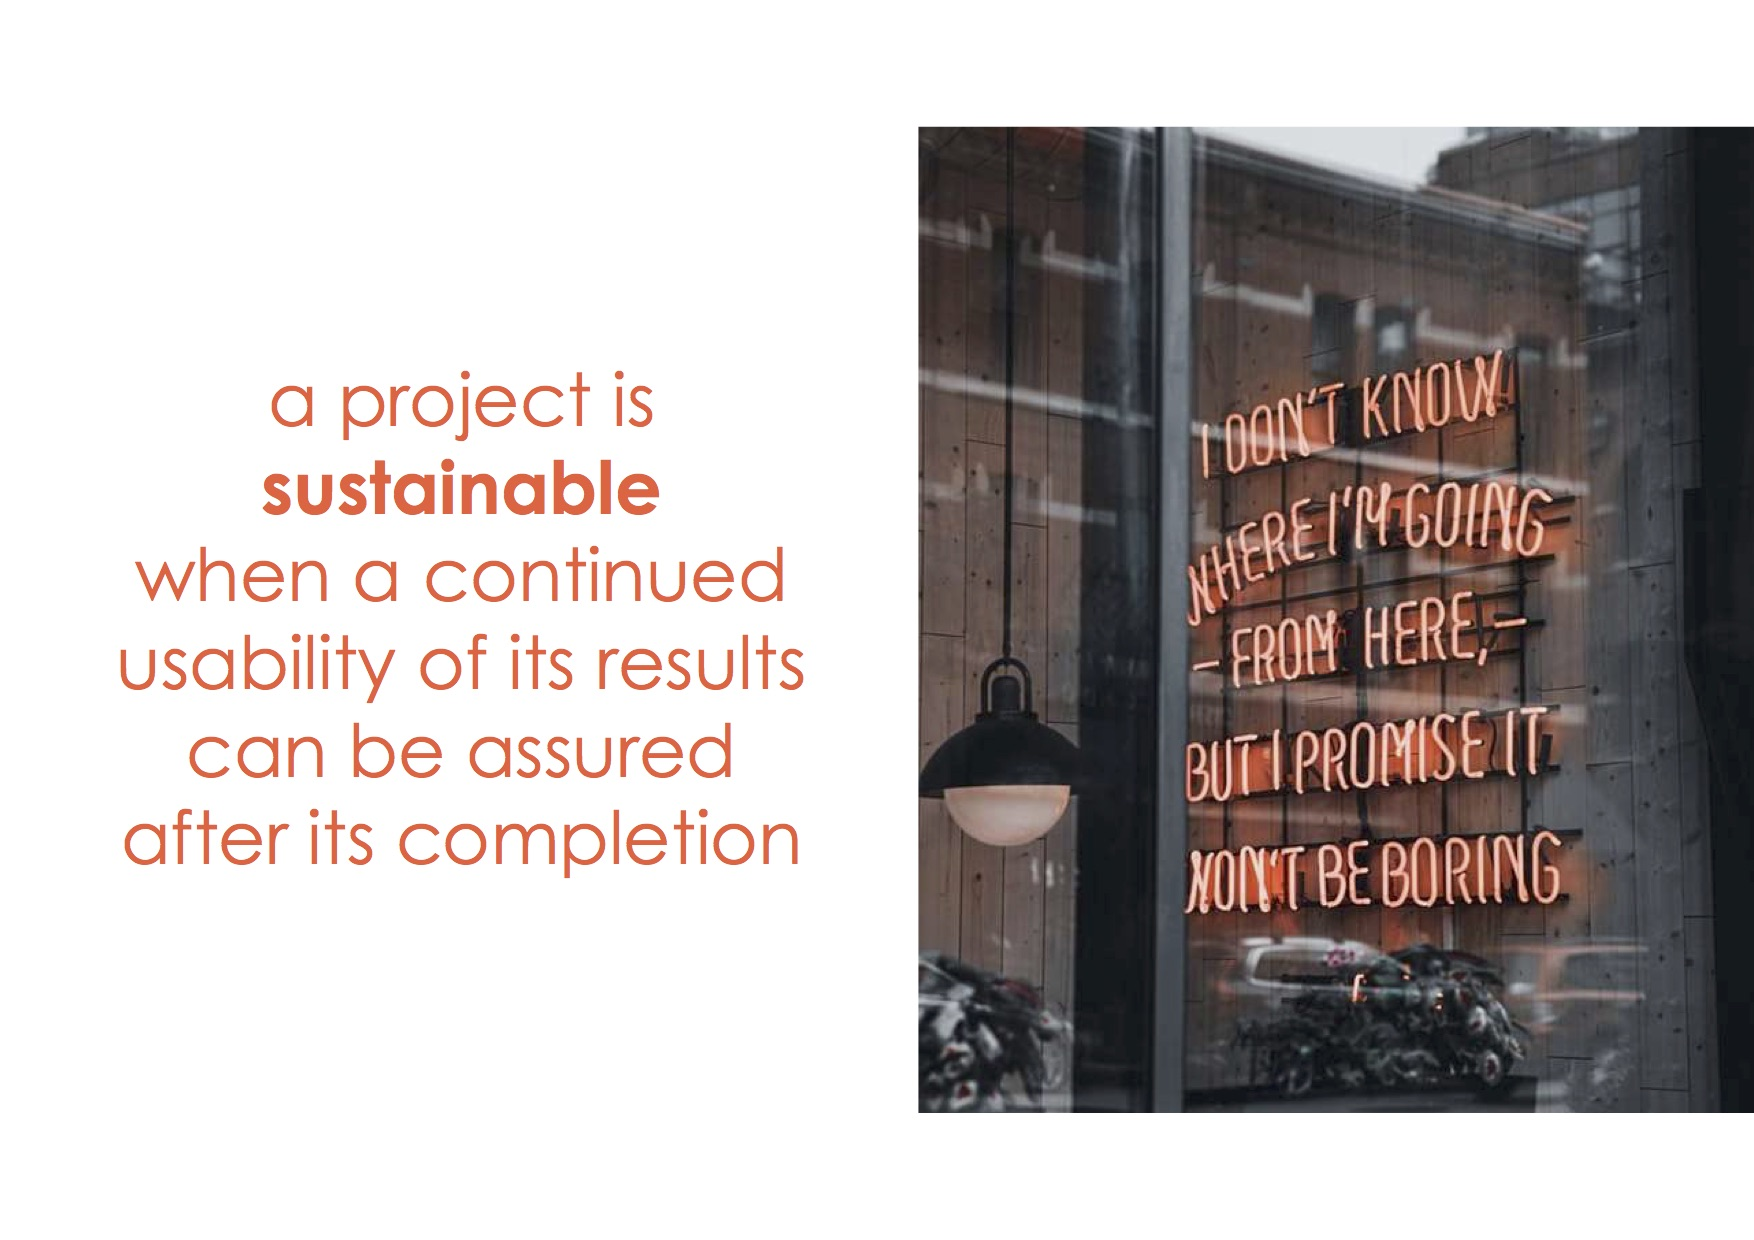 a project is
sustainable
when a continued
usability of its results
can be assured
after its completion
I DON'T KNOW
WHERE I'M GOING
– FROM HERE, –
BUT I PROMISE IT
WON'T BE BORING